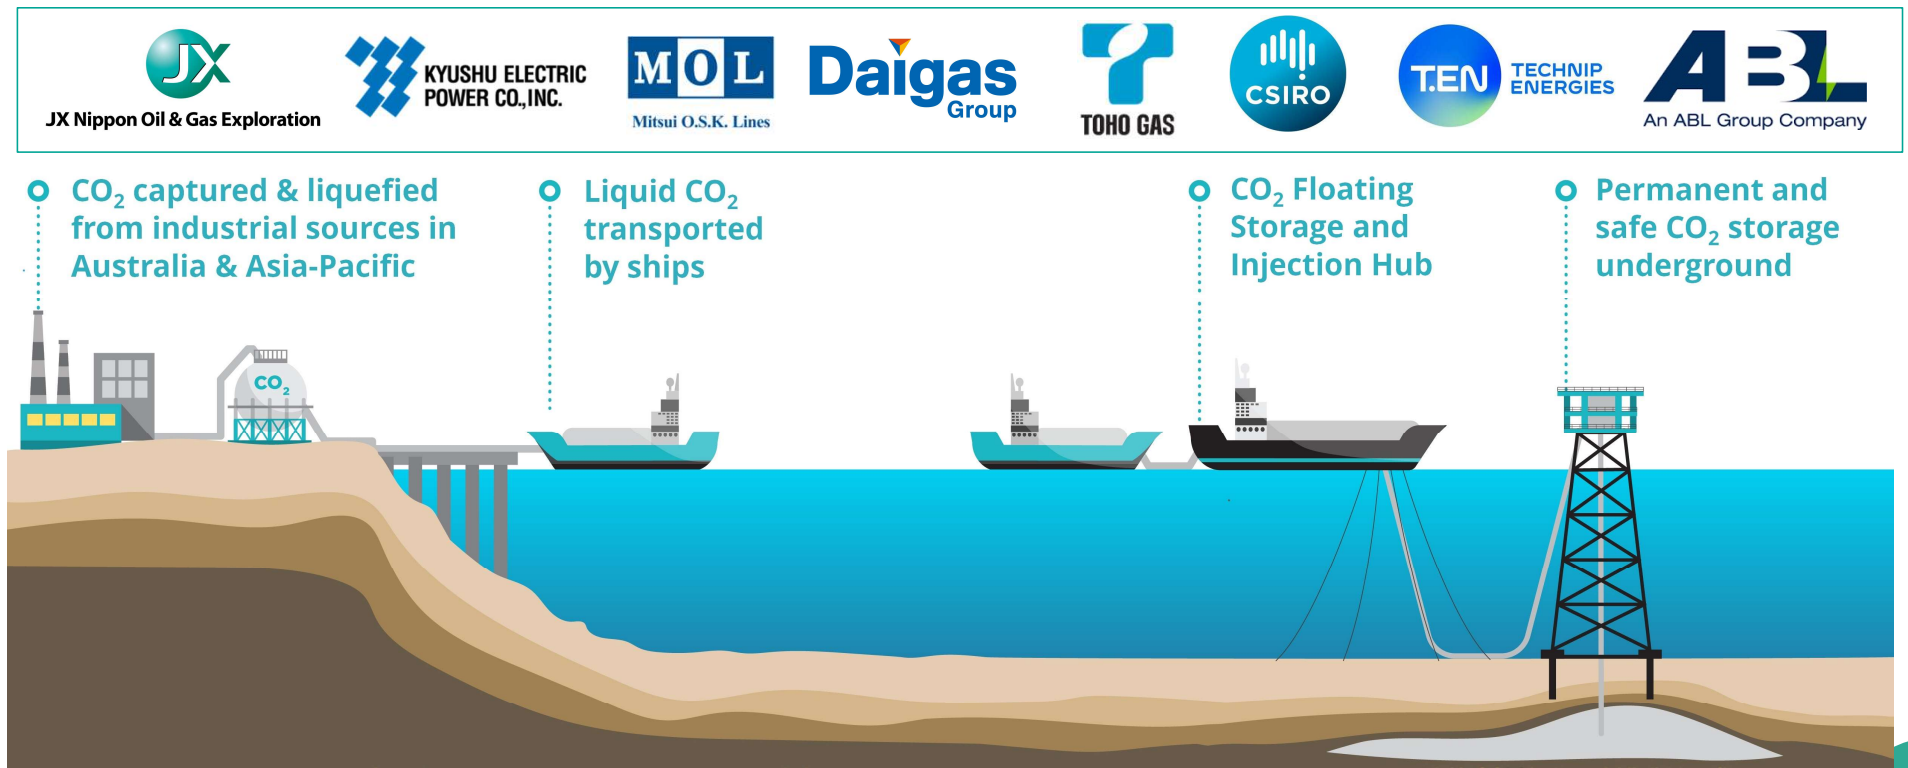 JX
JX Nippon Oil & Gas Exploration
KYUSHU ELECTRIC
POWER CO.,INC.
MOL
Mitsui O.S.K. Lines
Daigas
Group
TOHO GAS
CSIRO
T.EN
TECHNIP
ENERGIES
ABL
An ABL Group Company
CO₂ captured & liquefied
from industrial sources in
Australia & Asia-Pacific
Liquid CO₂
transported
by ships
CO₂ Floating
Storage and
Injection Hub
Permanent and
safe CO₂ storage
underground
CO₂